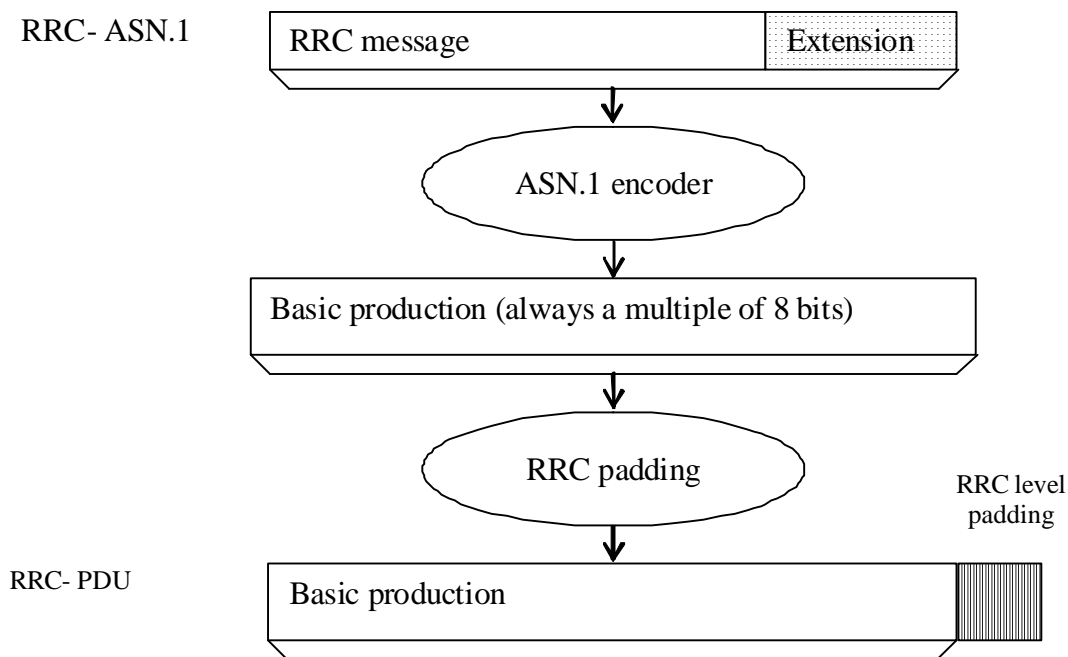 RRC- ASN.1
RRC message
Extension
ASN.1 encoder
Basic production (always a multiple of 8 bits)
RRC padding
RRC level
padding
RRC- PDU
Basic production